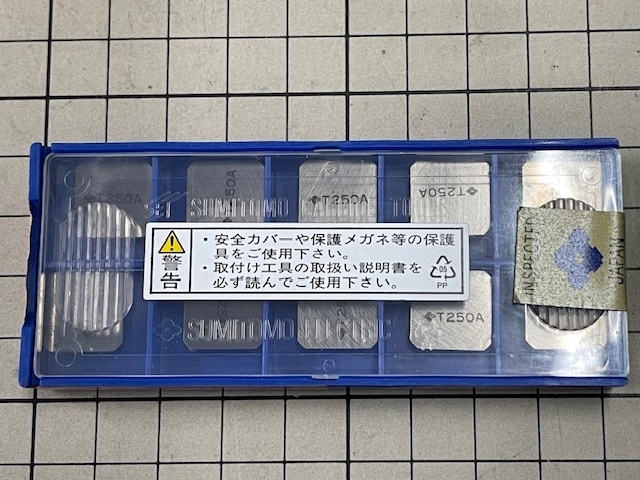 T250A
T250A
T250A
T250A
SUMITOMO
警告
・安全カバーや保護メガネ等の保護
具をご使用下さい。
・取付け工具の取扱い説明書を
必ず読んでご使用下さい。
05
PP
INSPECTED
JAPAN
T250A
SUMITOMO ELECTRIC